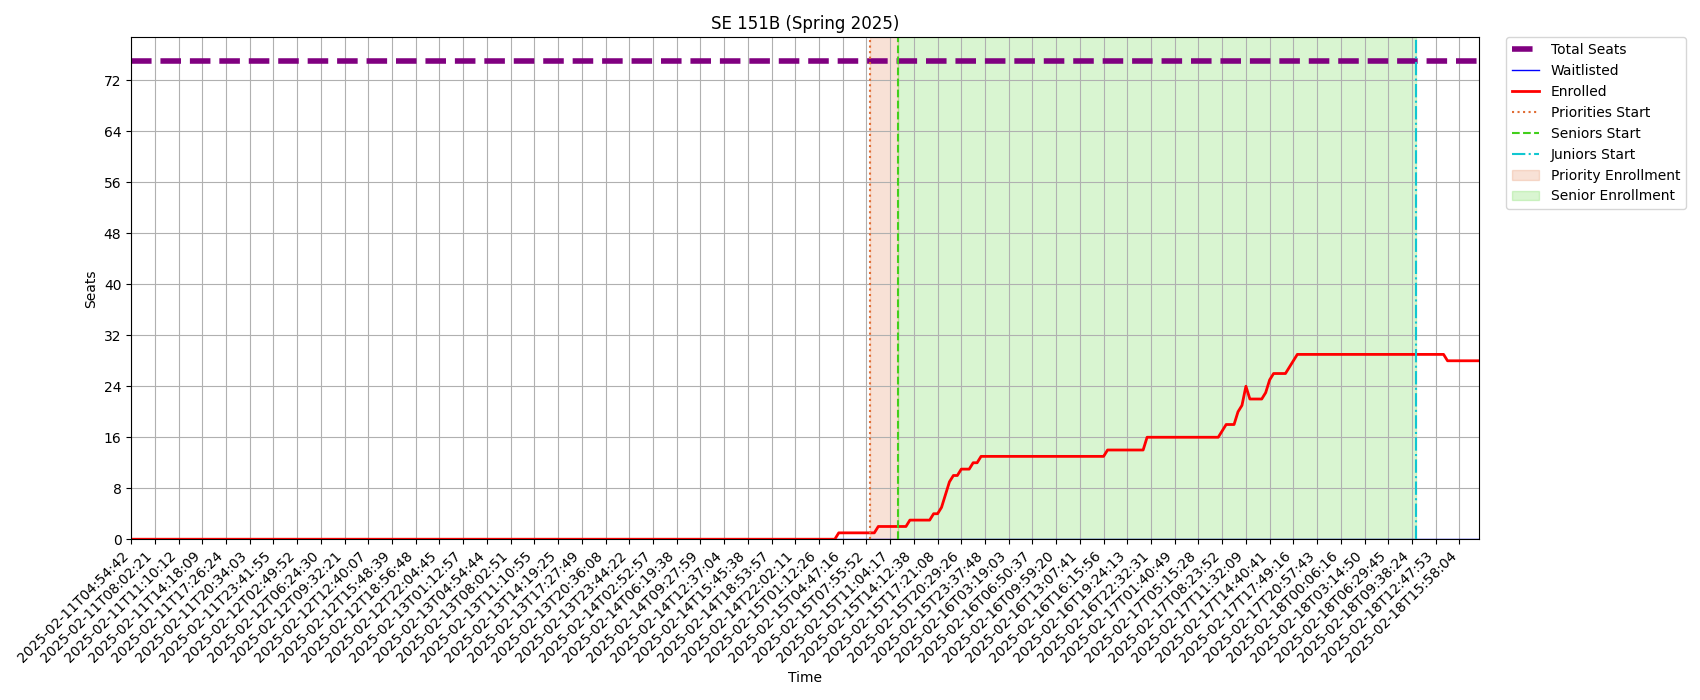 SE 151B (Spring 2025)
Total Seats
Waitlisted
Enrolled
Priorities Start
Seniors Start
Juniors Start
Priority Enrollment
Senior Enrollment
72
64
56
48
40
32
24
16
8
0
Seats
2025-02-11T04:54:42
2025-02-11T08:02:21
2025-02-11T11:10:12
2025-02-11T14:18:09
2025-02-11T17:26:24
2025-02-11T20:34:03
2025-02-11T23:41:55
2025-02-12T02:49:52
2025-02-12T06:24:30
2025-02-12T09:32:21
2025-02-12T12:40:07
2025-02-12T15:48:39
2025-02-12T18:56:48
2025-02-12T22:04:45
2025-02-13T01:12:57
2025-02-13T04:54:44
2025-02-13T08:02:51
2025-02-13T11:10:55
2025-02-13T14:19:25
2025-02-13T17:27:49
2025-02-13T20:36:08
2025-02-13T23:44:22
2025-02-14T02:52:57
2025-02-14T06:19:38
2025-02-14T09:27:59
2025-02-14T12:37:04
2025-02-14T15:45:38
2025-02-14T18:53:57
2025-02-14T22:02:11
2025-02-15T01:12:26
2025-02-15T04:47:16
2025-02-15T07:55:52
2025-02-15T11:04:17
2025-02-15T14:12:38
2025-02-15T17:21:08
2025-02-15T20:29:26
2025-02-15T23:37:48
2025-02-16T03:19:03
2025-02-16T06:50:37
2025-02-16T09:59:20
2025-02-16T13:07:41
2025-02-16T16:15:56
2025-02-16T19:24:13
2025-02-16T22:32:31
2025-02-17T01:40:49
2025-02-17T05:15:28
2025-02-17T08:23:52
2025-02-17T11:32:09
2025-02-17T14:40:41
2025-02-17T17:49:16
2025-02-17T20:57:43
2025-02-18T00:06:16
2025-02-18T03:14:50
2025-02-18T06:29:45
2025-02-18T09:38:24
2025-02-18T12:47:53
2025-02-18T15:58:04
Time